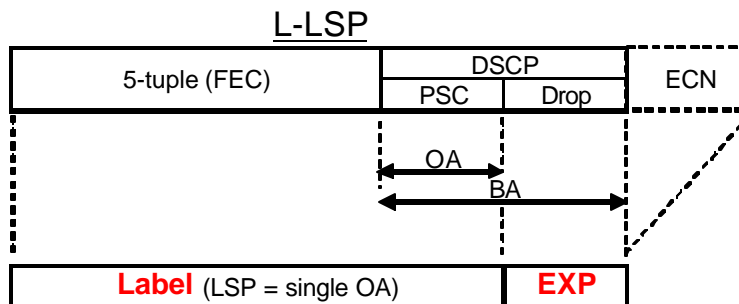 L-LSP
5-tuple (FEC) DSCP ECN
PSC Drop
OA
BA
Label (LSP = single OA) EXP